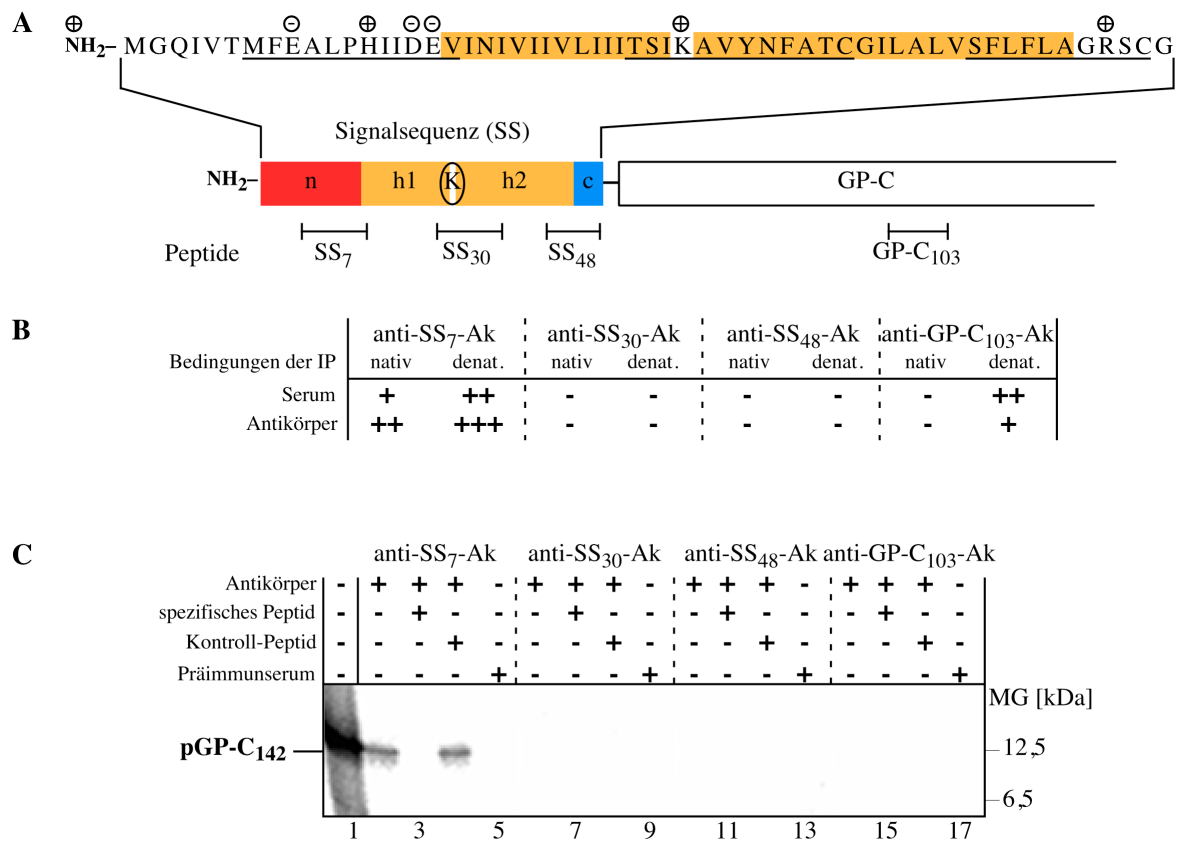 A
⊕ ⊖ ⊖ ⊖ ⊕ ⊕
NH2– MGQIVTMFEALPHIIDEVINIVIIVLIIITSIKAVYNFATCGILALVSFLFLAGRSCG
Signalsequenz (SS)
NH2– n h1 K h2 c GP-C
Peptide SS7 SS30 SS48 GP-C103
B
anti-SS7-Ak anti-SS30-Ak anti-SS48-Ak anti-GP-C103-Ak
Bedingungen der IP nativ denat. nativ denat. nativ denat. nativ denat.
Serum + ++ - - - - - ++
Antikörper ++ +++ - - - - - +
C
anti-SS7-Ak anti-SS30-Ak anti-SS48-Ak anti-GP-C103-Ak
Antikörper - + + + - + + + - + + + - + + + -
spezifisches Peptid - - + - - - + - - - + - - - + - -
Kontroll-Peptid - - - + - - - + - - - + - - - + -
Präimmunserum - - - - + - - - + - - - + - - - +
MG [kDa]
pGP-C142 12,5
6,5
1 3 5 7 9 11 13 15 17